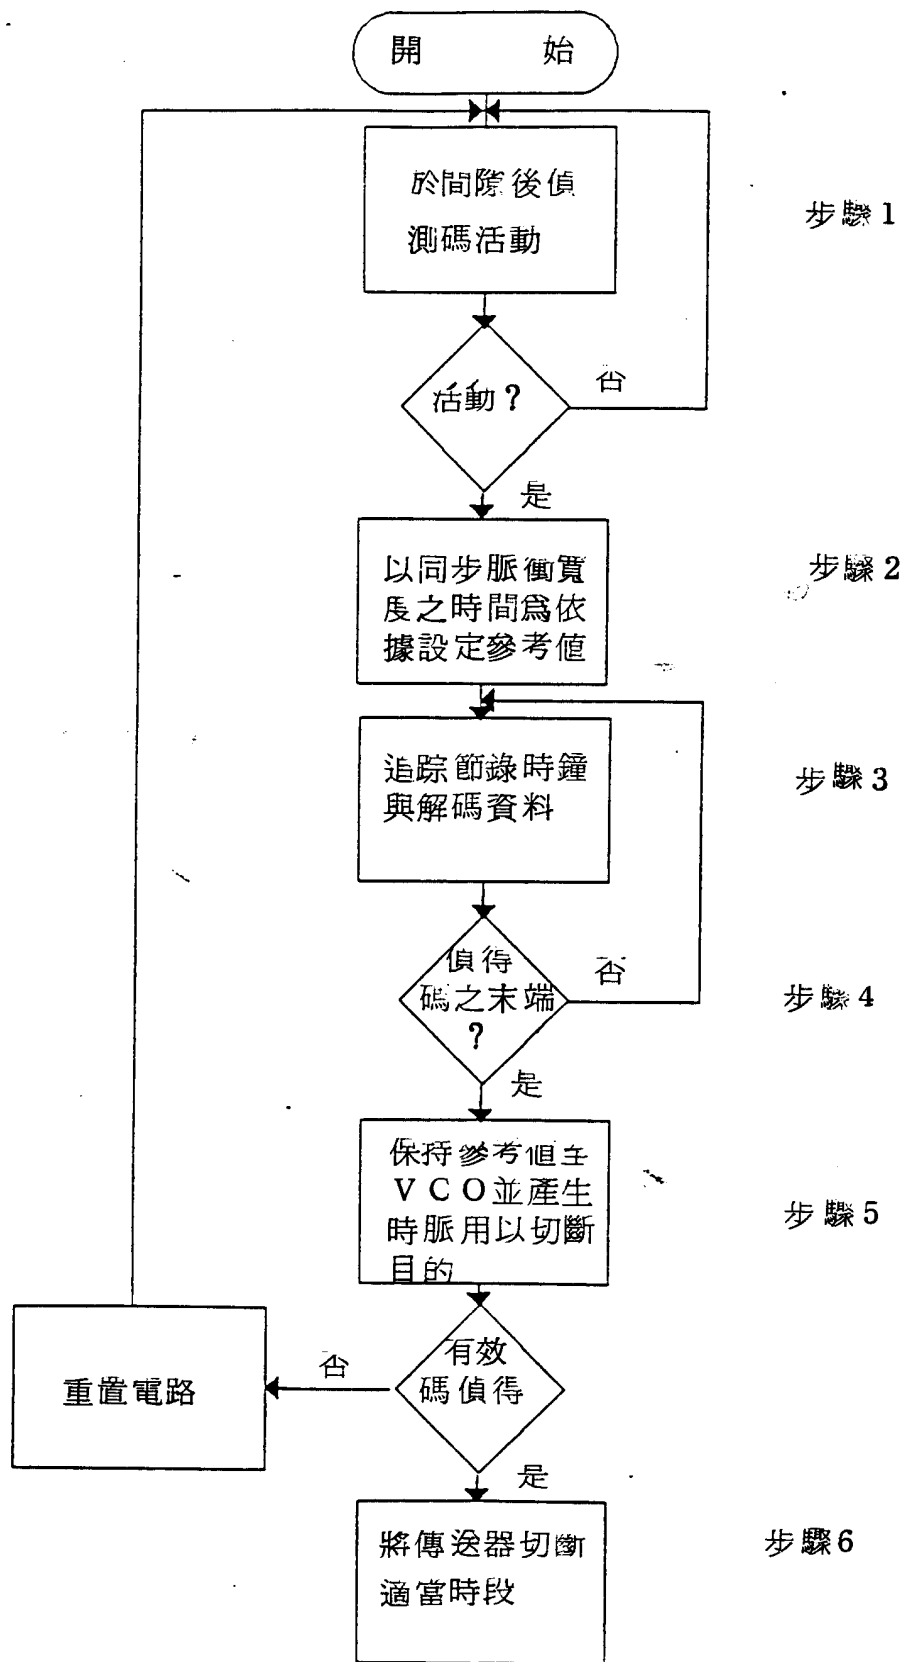 開 始
於間隙後偵
測碼活動
步驟1
活動?
否
是
以同步脈衝寬
度之時間爲依
據設定參考值
步驟2
追踪節錄時鐘
與解碼資料
步驟3
偵得
碼之末端
?
否
步驟4
是
保持參考值至
VCO並產生
時脈用以切斷
目的
步驟5
有效
碼偵得
否
重置電路
是
將傳送器切斷
適當時段
步驟6